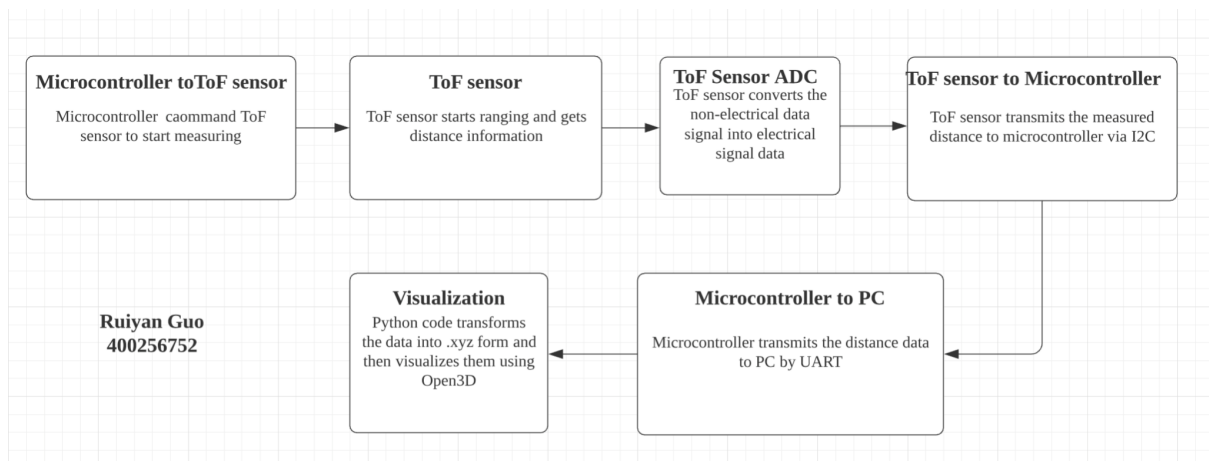 Microcontroller toToF sensor
Microcontroller caommand ToF
sensor to start measuring
ToF sensor
ToF sensor starts ranging and gets
distance information
ToF Sensor ADC
ToF sensor converts the
non-electrical data
signal into electrical
signal data
ToF sensor to Microcontroller
ToF sensor transmits the measured
distance to microcontroller via I2C
Microcontroller to PC
Microcontroller transmits the distance data
to PC by UART
Visualization
Python code transforms
the data into .xyz form and
then visualizes them using
Open3D
Ruiyan Guo
400256752